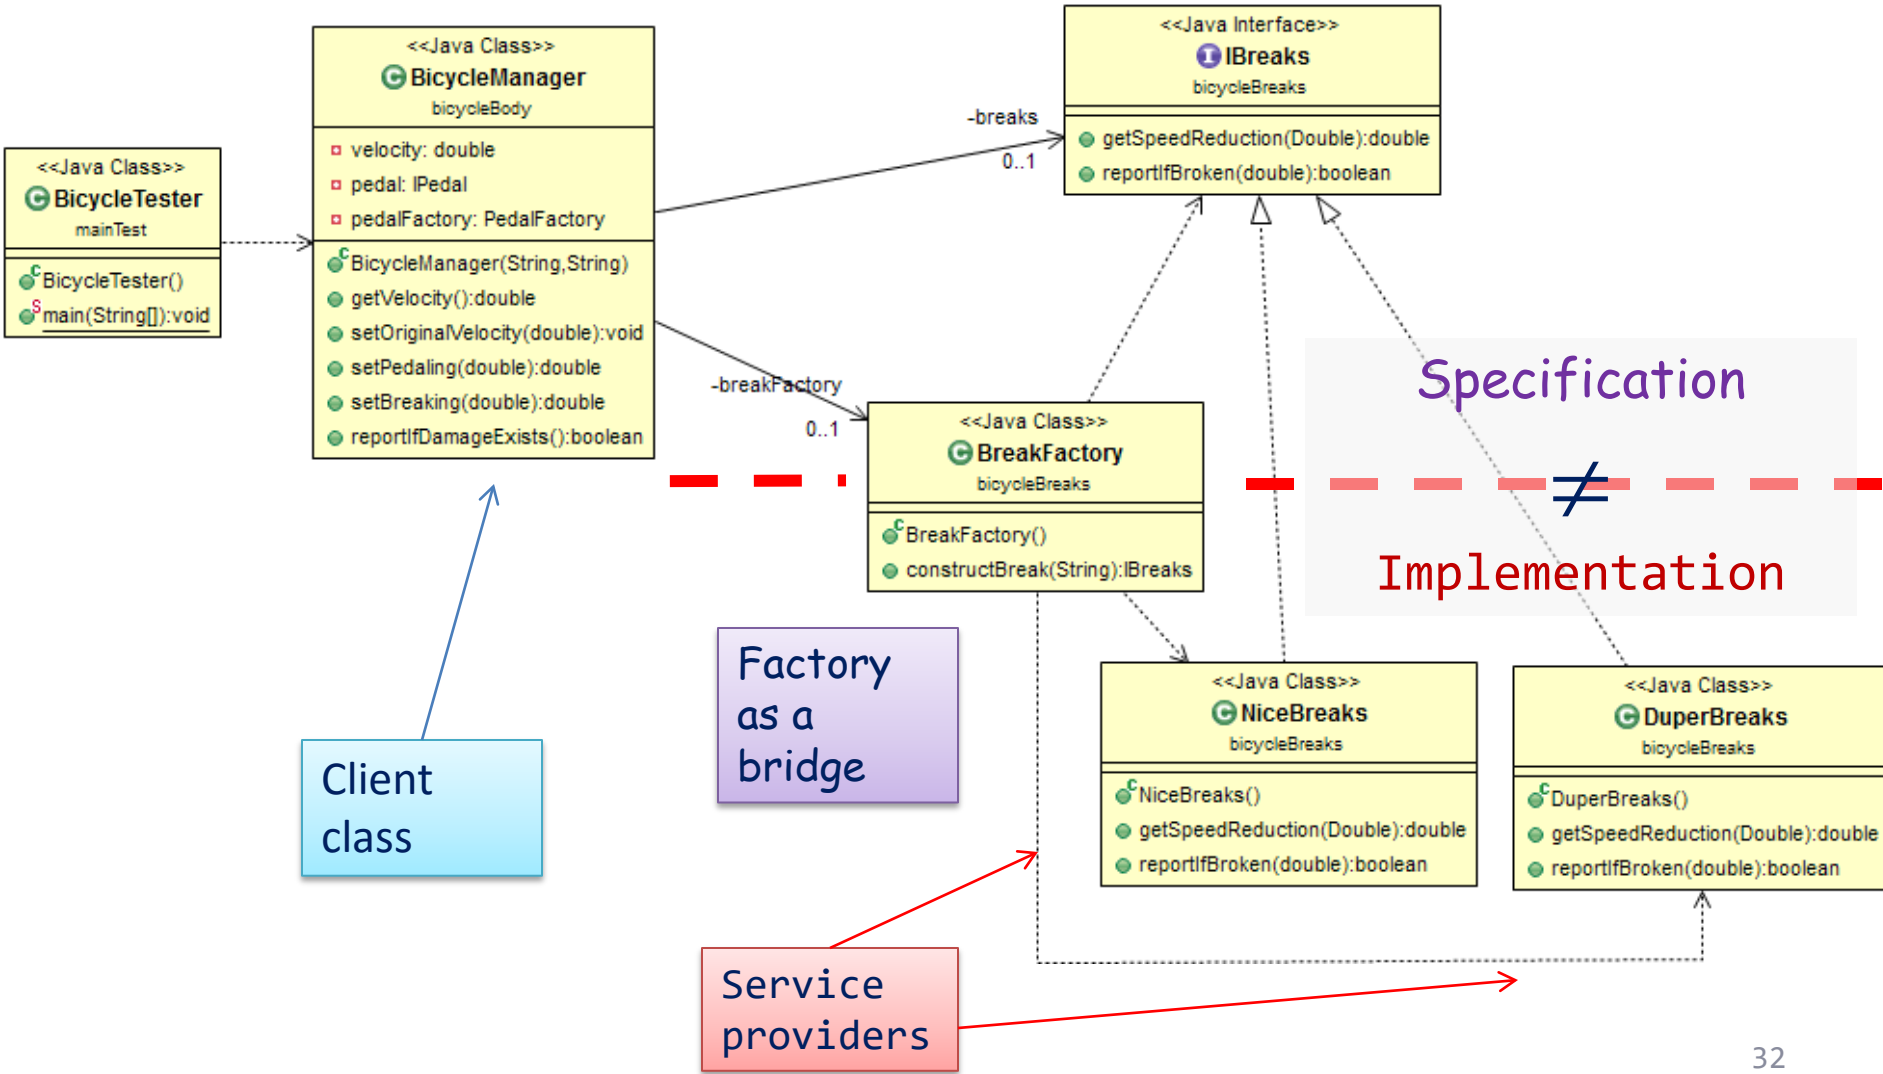 <<Java Class>>
BicycleTester
mainTest
BicycleTester()
main(String[]):void
<<Java Class>>
BicycleManager
bicycleBody
velocity: double
pedal: IPedal
pedalFactory: PedalFactory
BicycleManager(String,String)
getVelocity():double
setOriginalVelocity(double):void
setPedaling(double):double
setBreaking(double):double
reportIfDamageExists():boolean
-breaks
0..1
<<Java Interface>>
IBreaks
bicycleBreaks
getSpeedReduction(Double):double
reportIfBroken(double):boolean
-breakFactory
0..1
<<Java Class>>
BreakFactory
bicycleBreaks
BreakFactory()
constructBreak(String):IBreaks
Specification
≠
Implementation
Factory
as a
bridge
Client
class
<<Java Class>>
NiceBreaks
bicycleBreaks
NiceBreaks()
getSpeedReduction(Double):double
reportIfBroken(double):boolean
<<Java Class>>
DuperBreaks
bicycleBreaks
DuperBreaks()
getSpeedReduction(Double):double
reportIfBroken(double):boolean
Service
providers
32